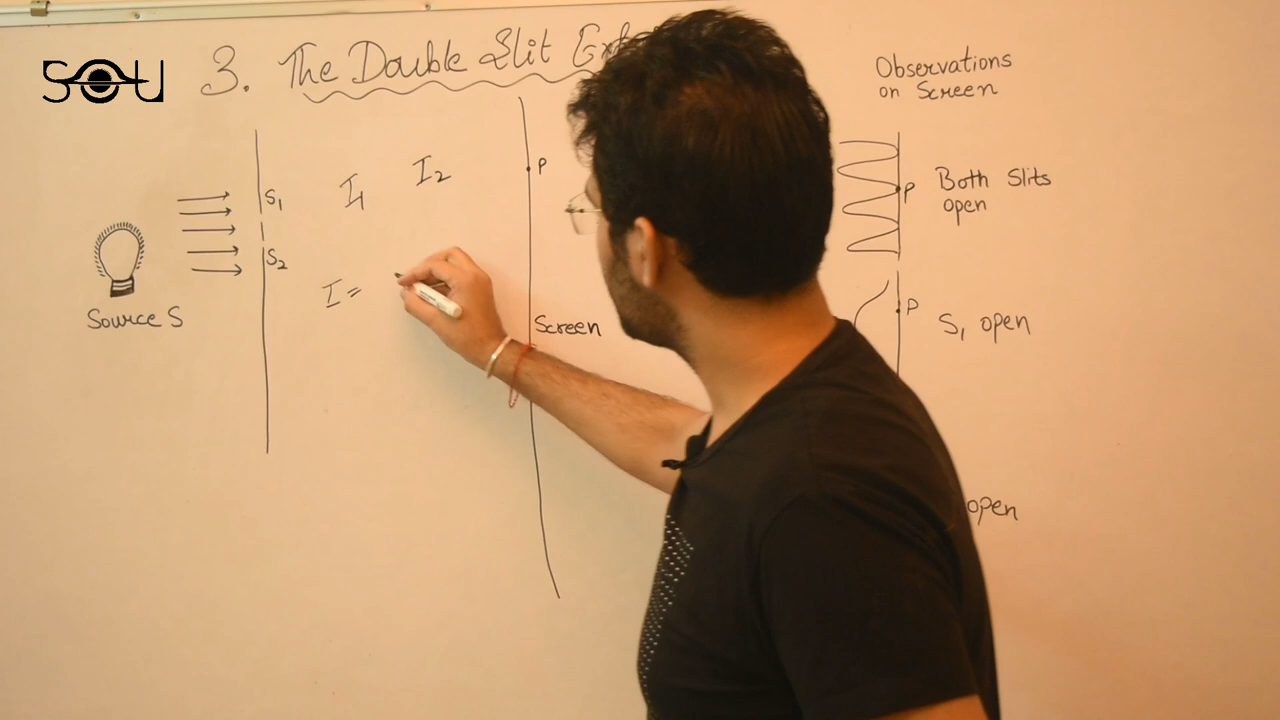 SOU
3. The Double Slit
Observations
on Screen
I1 I2
P
S1
P Both Slits
open
S2
I =
Source S
Screen
P
S1 open
open